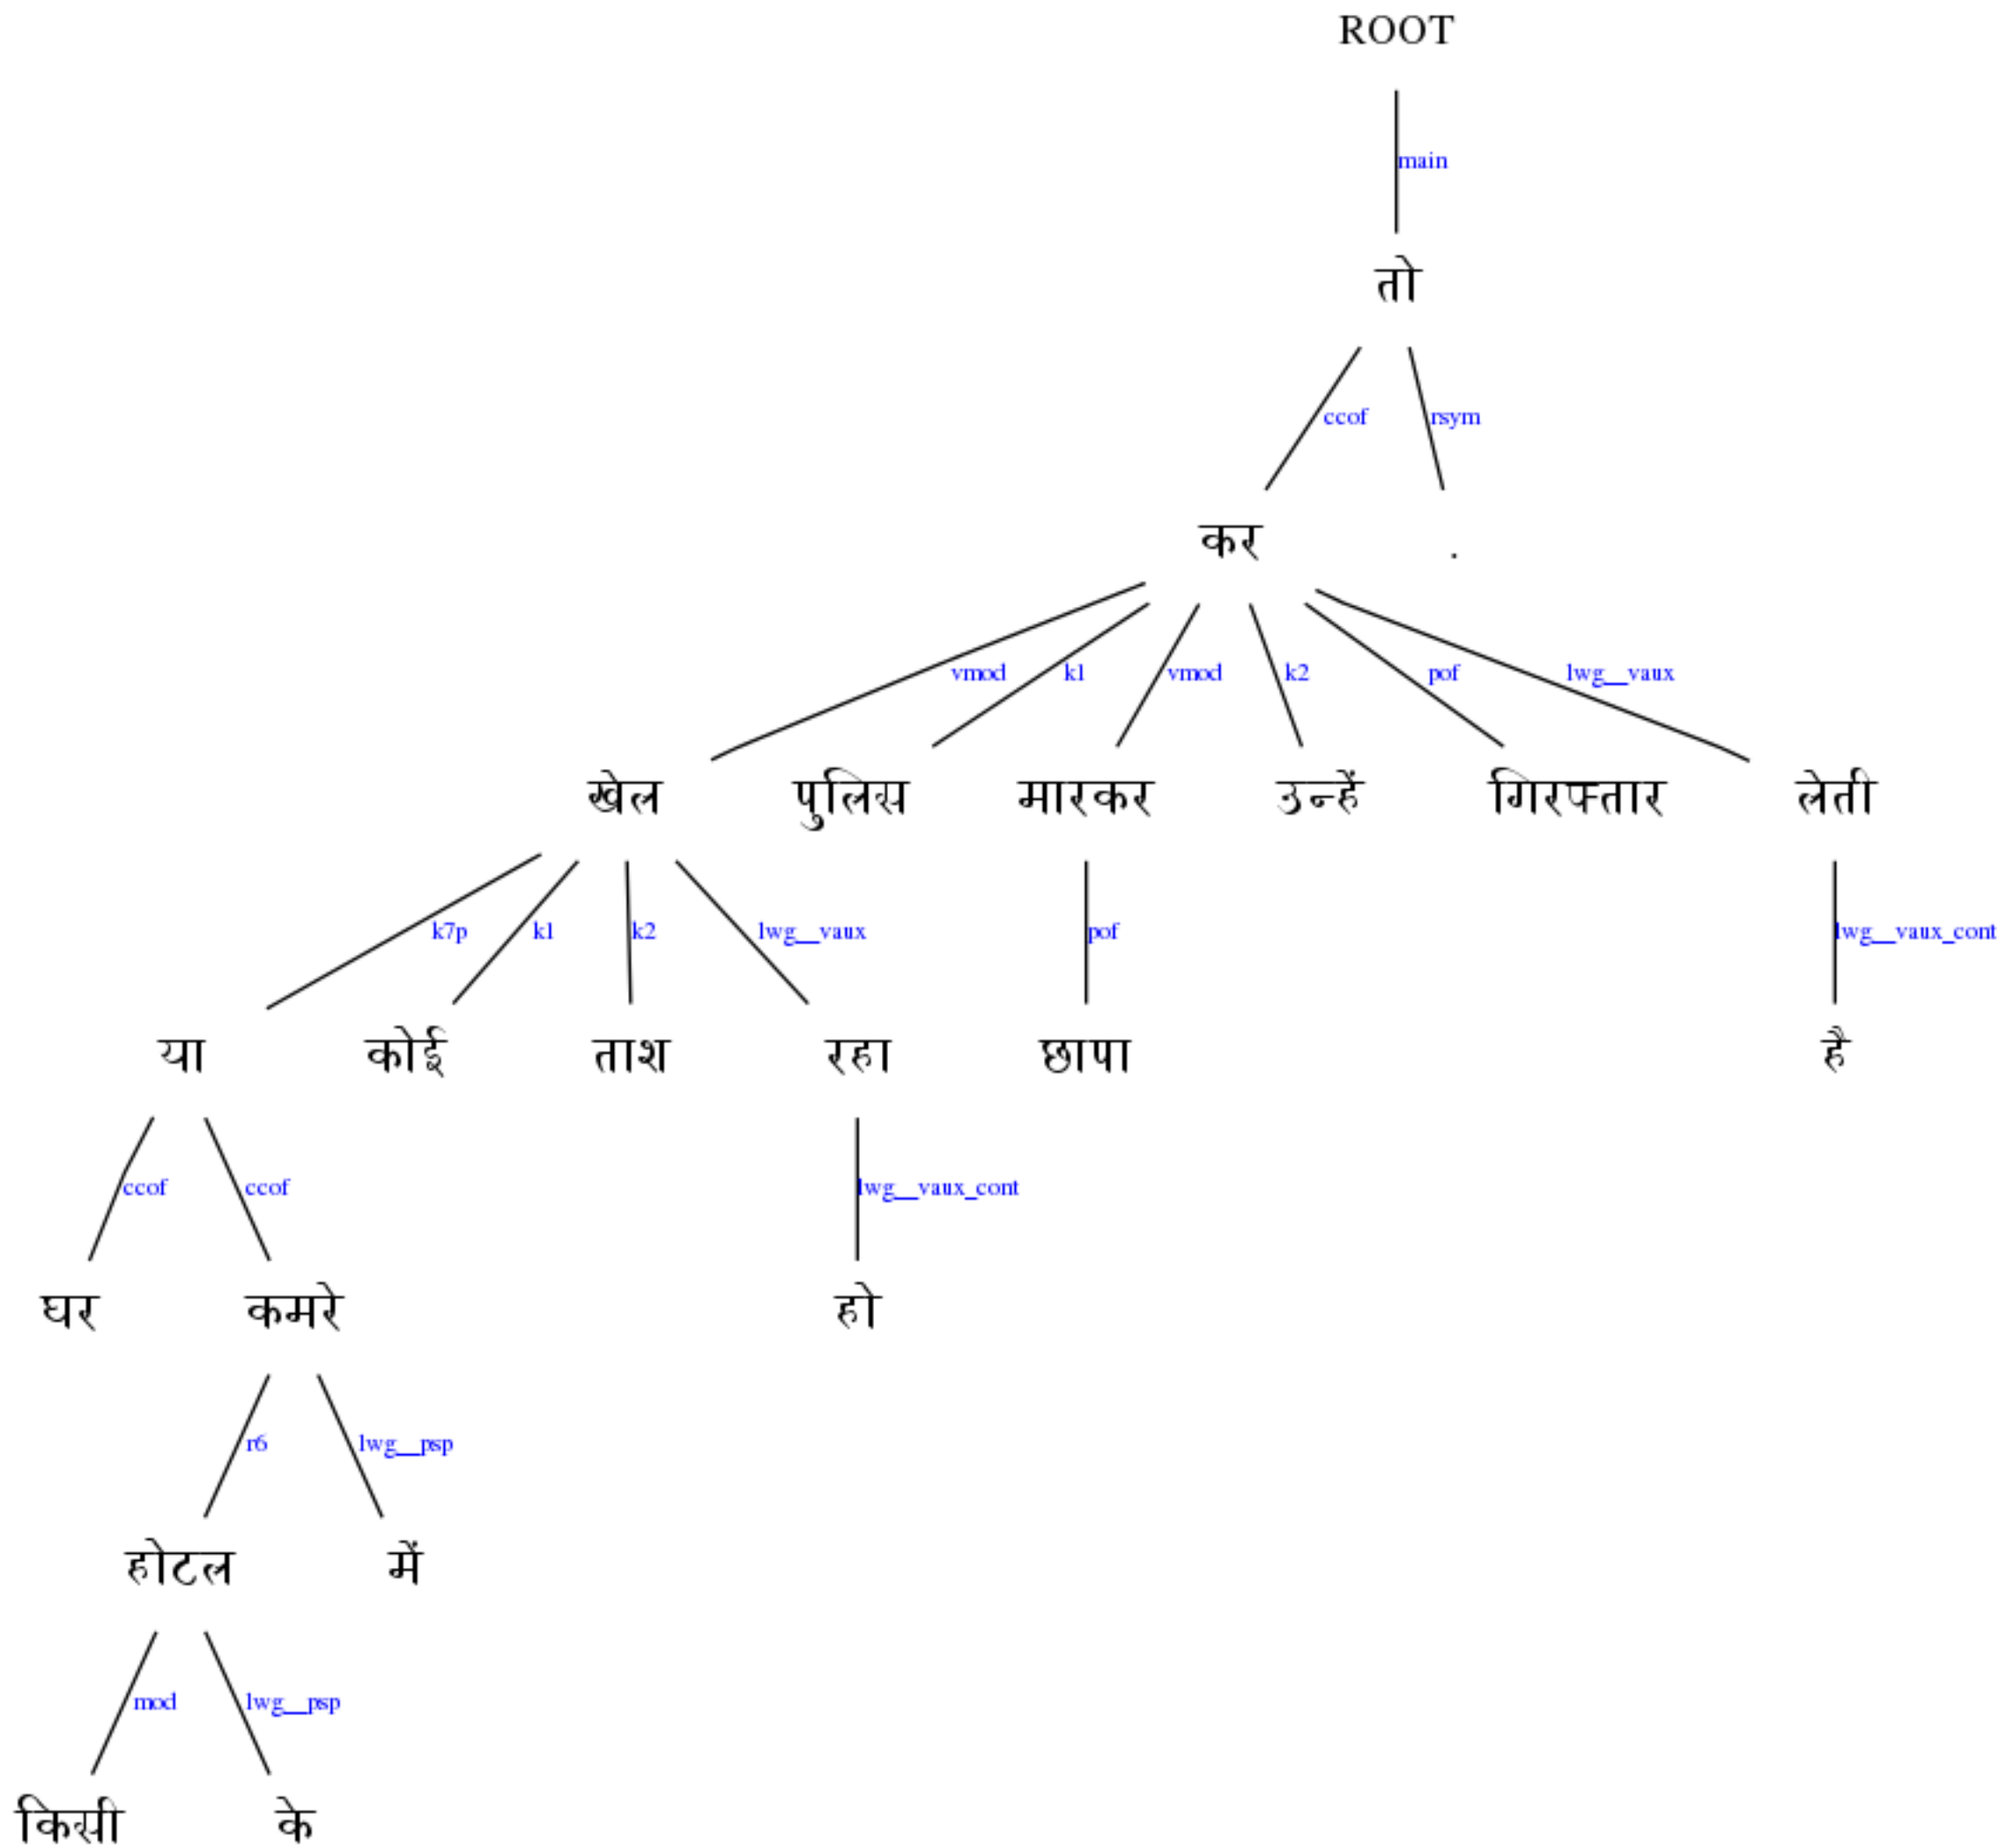 ROOT
main
तो
ccof rsym
कर .
vmod k1 vmod k2 pof lwg__vaux
खेल पुलिस मारकर उन्हें गिरफ्तार लेती
k7p k1 k2 lwg__vaux pof lwg__vaux_cont
या कोई ताश रहा छापा है
ccof ccof lwg__vaux_cont
घर कमरे हो
r6 lwg__psp
होटल में
mod lwg__psp
किसी के